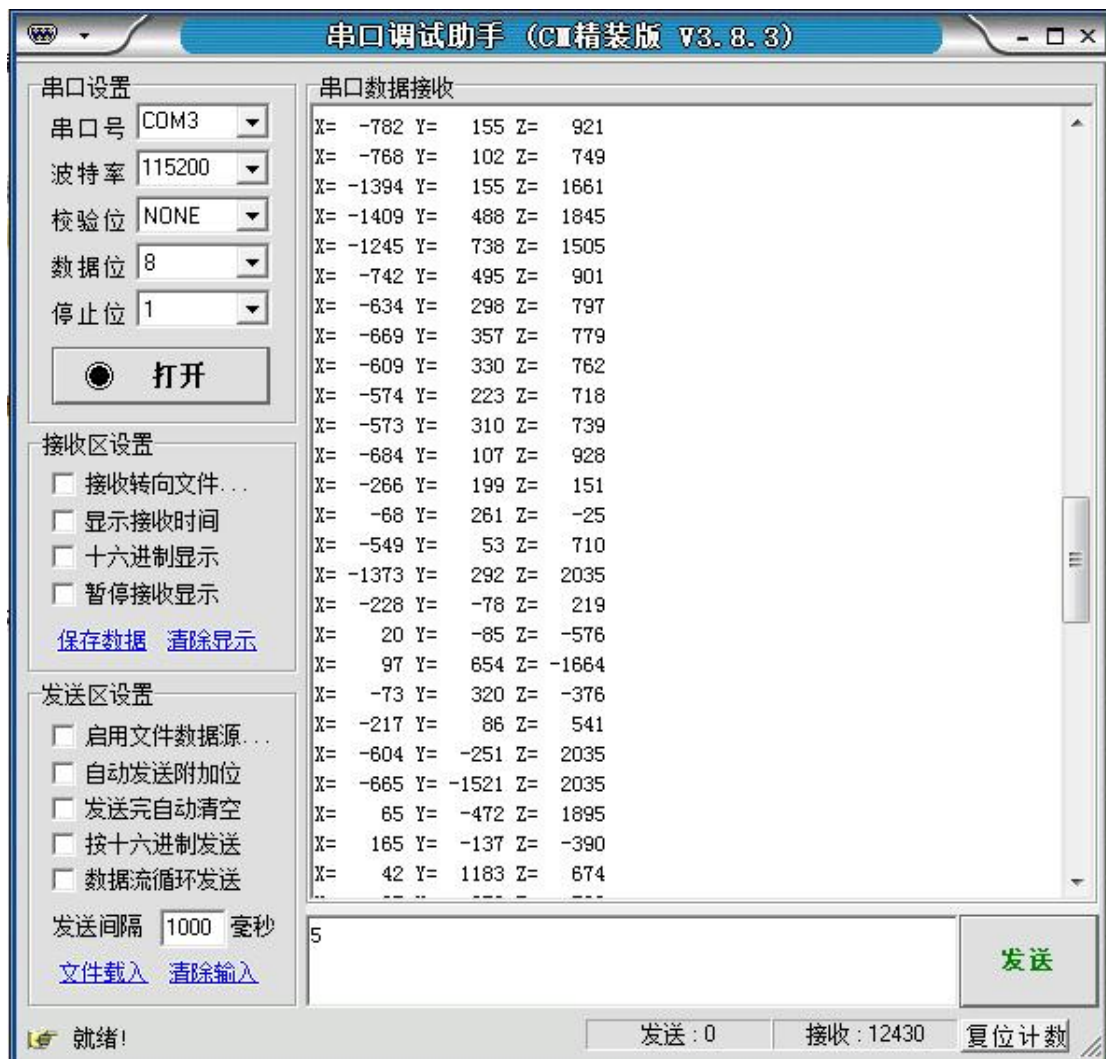 串口调试助手 (CM精装版 V3.8.3)
串口设置
串口号 COM3
波特率 115200
校验位 NONE
数据位 8
停止位 1
打开
接收区设置
接收转向文件...
显示接收时间
十六进制显示
暂停接收显示
保存数据 清除显示
发送区设置
启用文件数据源...
自动发送附加位
发送完自动清空
按十六进制发送
数据流循环发送
发送间隔 1000 毫秒
文件载入 清除输入
串口数据接收
X= -782 Y= 155 Z= 921
X= -768 Y= 102 Z= 749
X= -1394 Y= 155 Z= 1661
X= -1409 Y= 488 Z= 1845
X= -1245 Y= 738 Z= 1505
X= -742 Y= 495 Z= 901
X= -634 Y= 298 Z= 797
X= -669 Y= 357 Z= 779
X= -609 Y= 330 Z= 762
X= -574 Y= 223 Z= 718
X= -573 Y= 310 Z= 739
X= -684 Y= 107 Z= 928
X= -266 Y= 199 Z= 151
X= -68 Y= 261 Z= -25
X= -549 Y= 53 Z= 710
X= -1373 Y= 292 Z= 2035
X= -228 Y= -78 Z= 219
X= 20 Y= -85 Z= -576
X= 97 Y= 654 Z= -1664
X= -73 Y= 320 Z= -376
X= -217 Y= 86 Z= 541
X= -604 Y= -251 Z= 2035
X= -665 Y= -1521 Z= 2035
X= 65 Y= -472 Z= 1895
X= 165 Y= -137 Z= -390
X= 42 Y= 1183 Z= 674
5
发送
就绪!
发送:0
接收:12430
复位计数